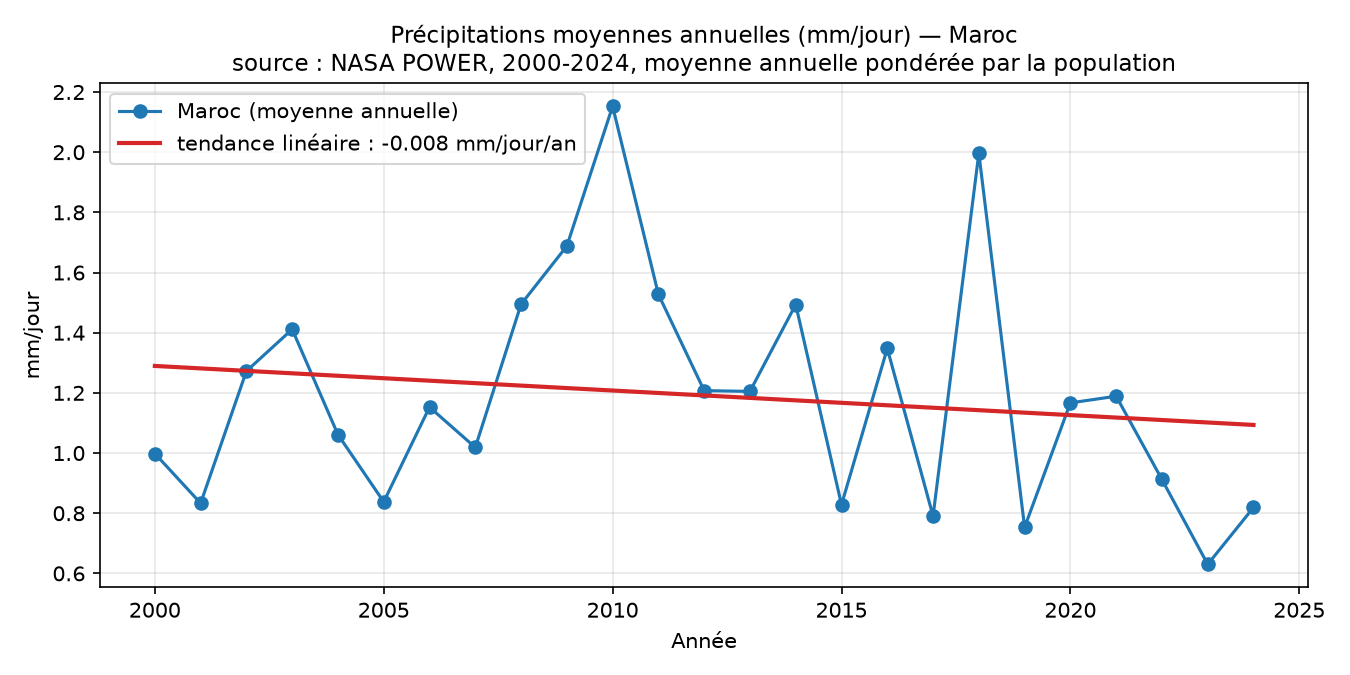 Précipitations moyennes annuelles (mm/jour) — Maroc
source : NASA POWER, 2000-2024, moyenne annuelle pondérée par la population
Maroc (moyenne annuelle)
tendance linéaire : -0.008 mm/jour/an
mm/jour
2.2
2.0
1.8
1.6
1.4
1.2
1.0
0.8
0.6
2000 2005 2010 2015 2020 2025
Année